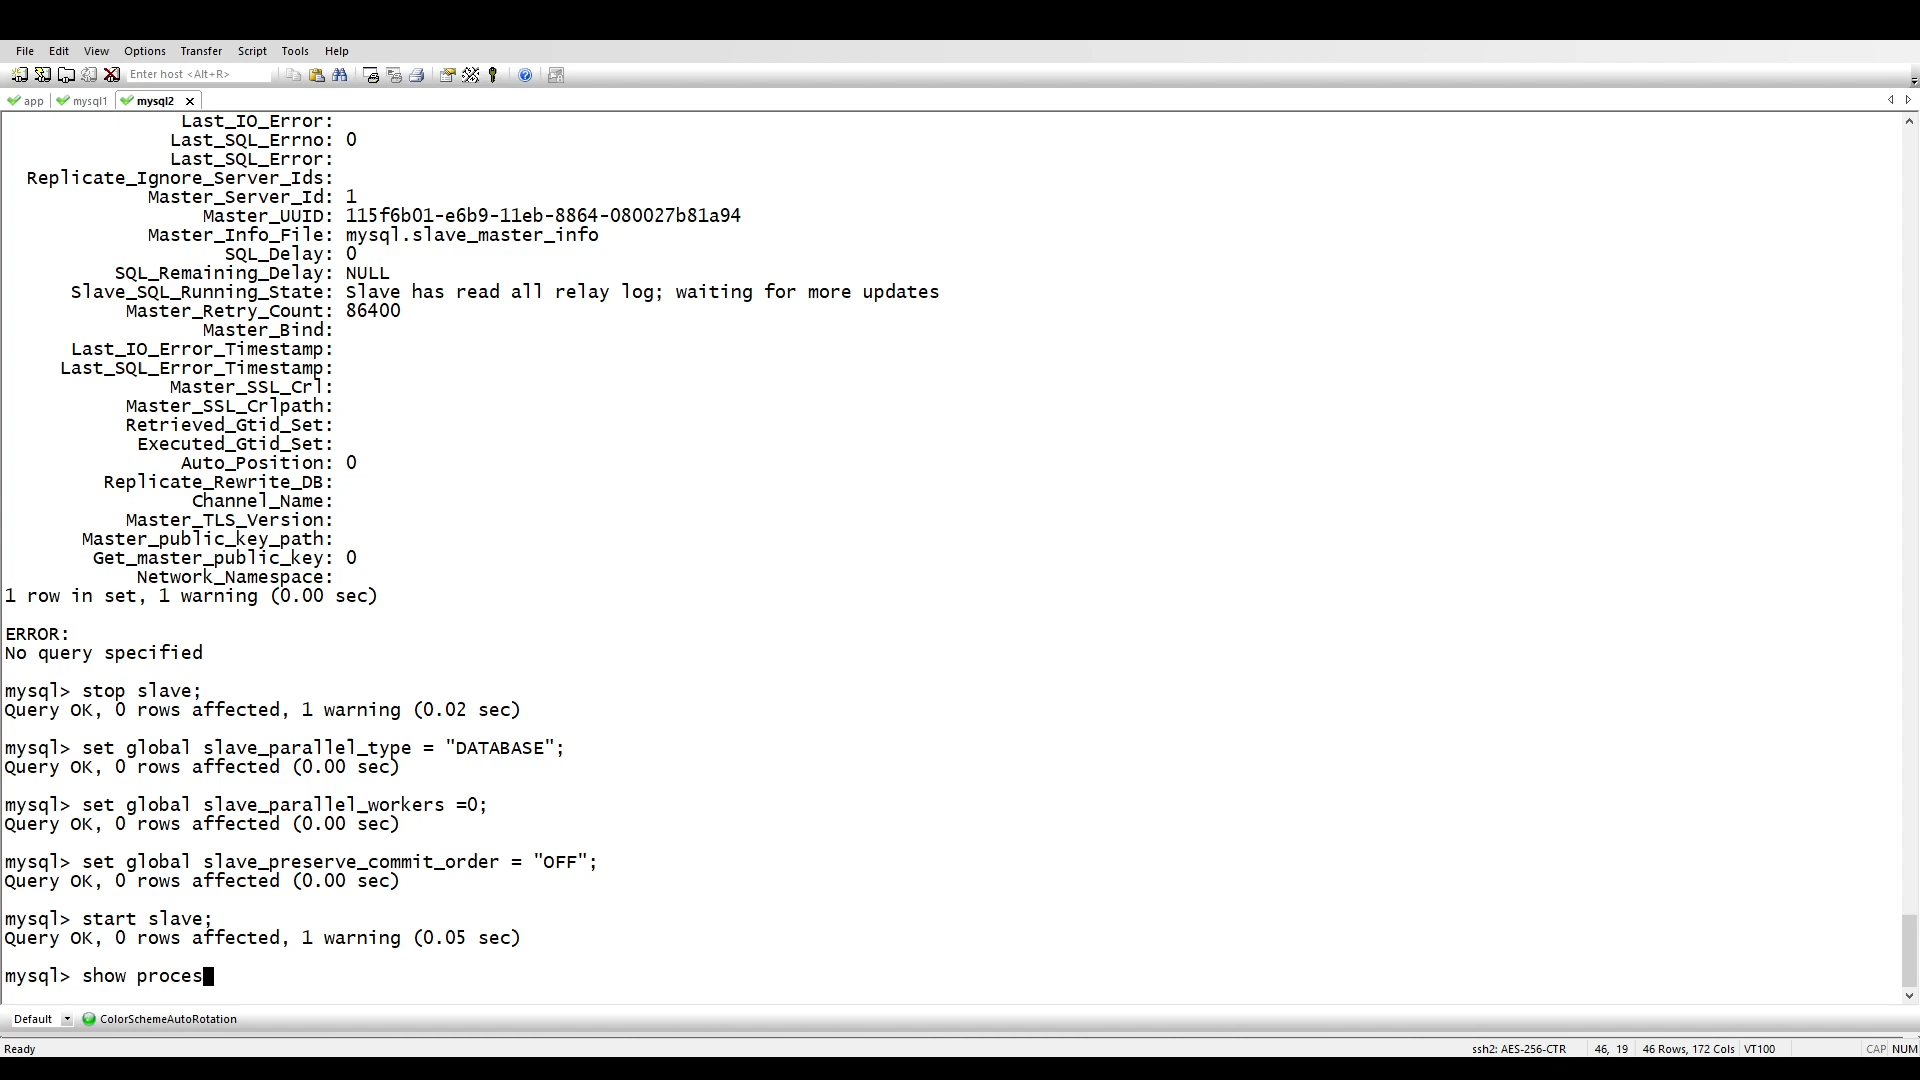 File Edit View Options Transfer Script Tools Help
Enter host <Alt+R>
app mysql1 mysql2
Last_IO_Error:
Last_SQL_Errno: 0
Last_SQL_Error:
Replicate_Ignore_Server_Ids:
Master_Server_Id: 1
Master_UUID: 115f6b01-e6b9-11eb-8864-080027b81a94
Master_Info_File: mysql.slave_master_info
SQL_Delay: 0
SQL_Remaining_Delay: NULL
Slave_SQL_Running_State: Slave has read all relay log; waiting for more updates
Master_Retry_Count: 86400
Master_Bind:
Last_IO_Error_Timestamp:
Last_SQL_Error_Timestamp:
Master_SSL_Crl:
Master_SSL_Crlpath:
Retrieved_Gtid_Set:
Executed_Gtid_Set:
Auto_Position: 0
Replicate_Rewrite_DB:
Channel_Name:
Master_TLS_Version:
Master_public_key_path:
Get_master_public_key: 0
Network_Namespace:
1 row in set, 1 warning (0.00 sec)
ERROR:
No query specified
mysql> stop slave;
Query OK, 0 rows affected, 1 warning (0.02 sec)
mysql> set global slave_parallel_type = "DATABASE";
Query OK, 0 rows affected (0.00 sec)
mysql> set global slave_parallel_workers =0;
Query OK, 0 rows affected (0.00 sec)
mysql> set global slave_preserve_commit_order = "OFF";
Query OK, 0 rows affected (0.00 sec)
mysql> start slave;
Query OK, 0 rows affected, 1 warning (0.05 sec)
mysql> show proces
Default ColorSchemeAutoRotation
Ready ssh2: AES-256-CTR 46, 19 46 Rows, 172 Cols VT100 CAP NUM